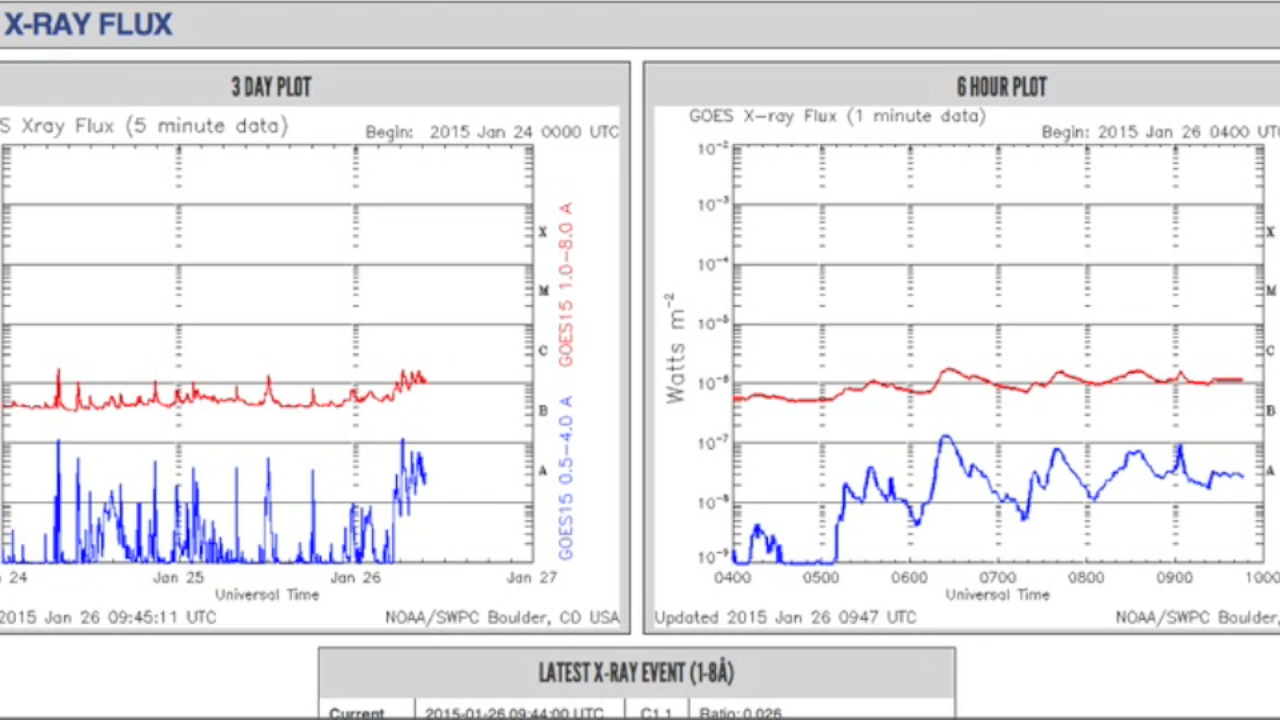 X-RAY FLUX
3 DAY PLOT
S Xray Flux (5 minute data)
Begin: 2015 Jan 24 0000 UTC
X
M
C
B
A
GOES15 1.0-8.0 A
GOES15 0.5-4.0 A
24 Jan 25 Jan 26 Jan 27
Universal Time
2015 Jan 26 09:45:11 UTC
NOAA/SWPC Boulder, CO USA
6 HOUR PLOT
GOES X-ray Flux (1 minute data)
Begin: 2015 Jan 26 0400 UTC
10⁻²
10⁻³
10⁻⁴
10⁻⁵
10⁻⁶
10⁻⁷
10⁻⁸
10⁻⁹
Watts m⁻²
X
M
C
B
A
0400 0500 0600 0700 0800 0900 1000
Universal Time
Updated 2015 Jan 26 0947 UTC
NOAA/SWPC Boulder,
LATEST X-RAY EVENT (1-8Å)
Current 2015-01-26 09:44:00 UTC C1.1 Ratio: 0.026